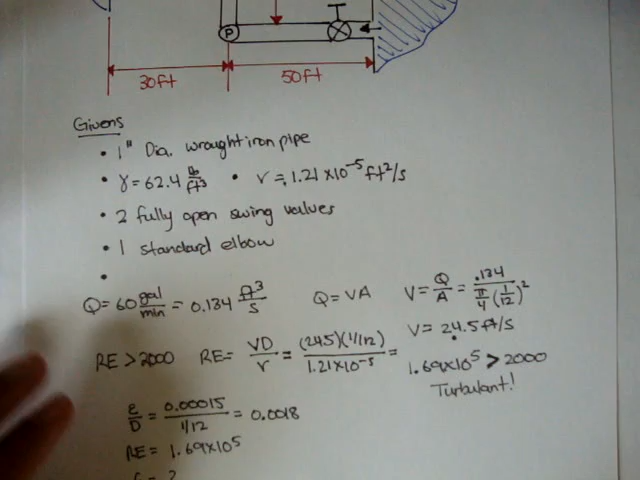 P
30ft 50ft
Givens
• 1" Dia. wrought iron pipe
• γ = 62.4 lb/ft³ • r = 1.21 x10⁻⁵ ft²/s
• 2 fully open swing valves
• 1 standard elbow
•
Q = 60 gal/min = 0.134 ft³/s Q = VA V = Q/A = .134/(π/4 (1/12)²)
V = 24.5 ft/s
RE > 2000 RE = VD/r = (24.5)(1/12)/1.21x10⁻⁵ = 1.69x10⁵ > 2000
Turbulant!
ε/D = 0.00015/(1/12) = 0.0018
RE = 1.69x10⁵